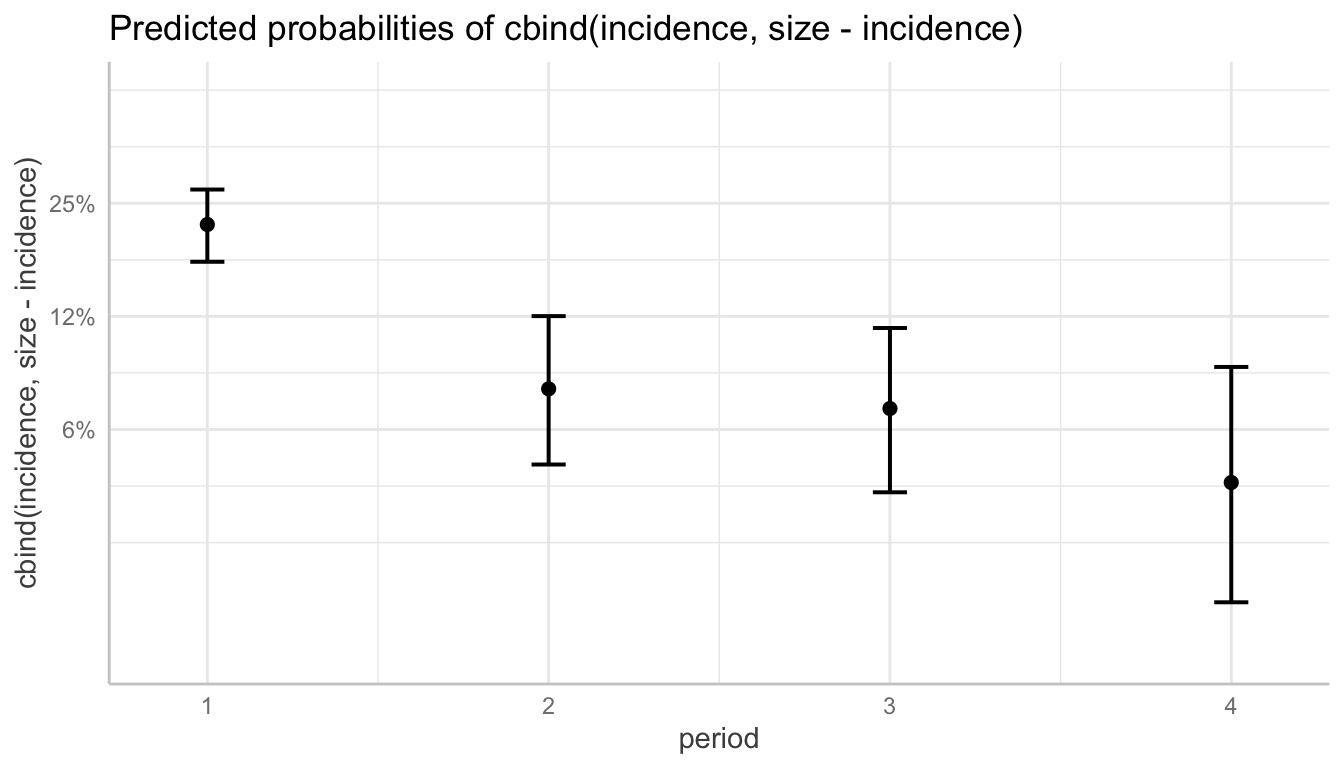 Predicted probabilities of cbind(incidence, size - incidence)
cbind(incidence, size - incidence)
25%
12%
6%
1
2
3
4
period